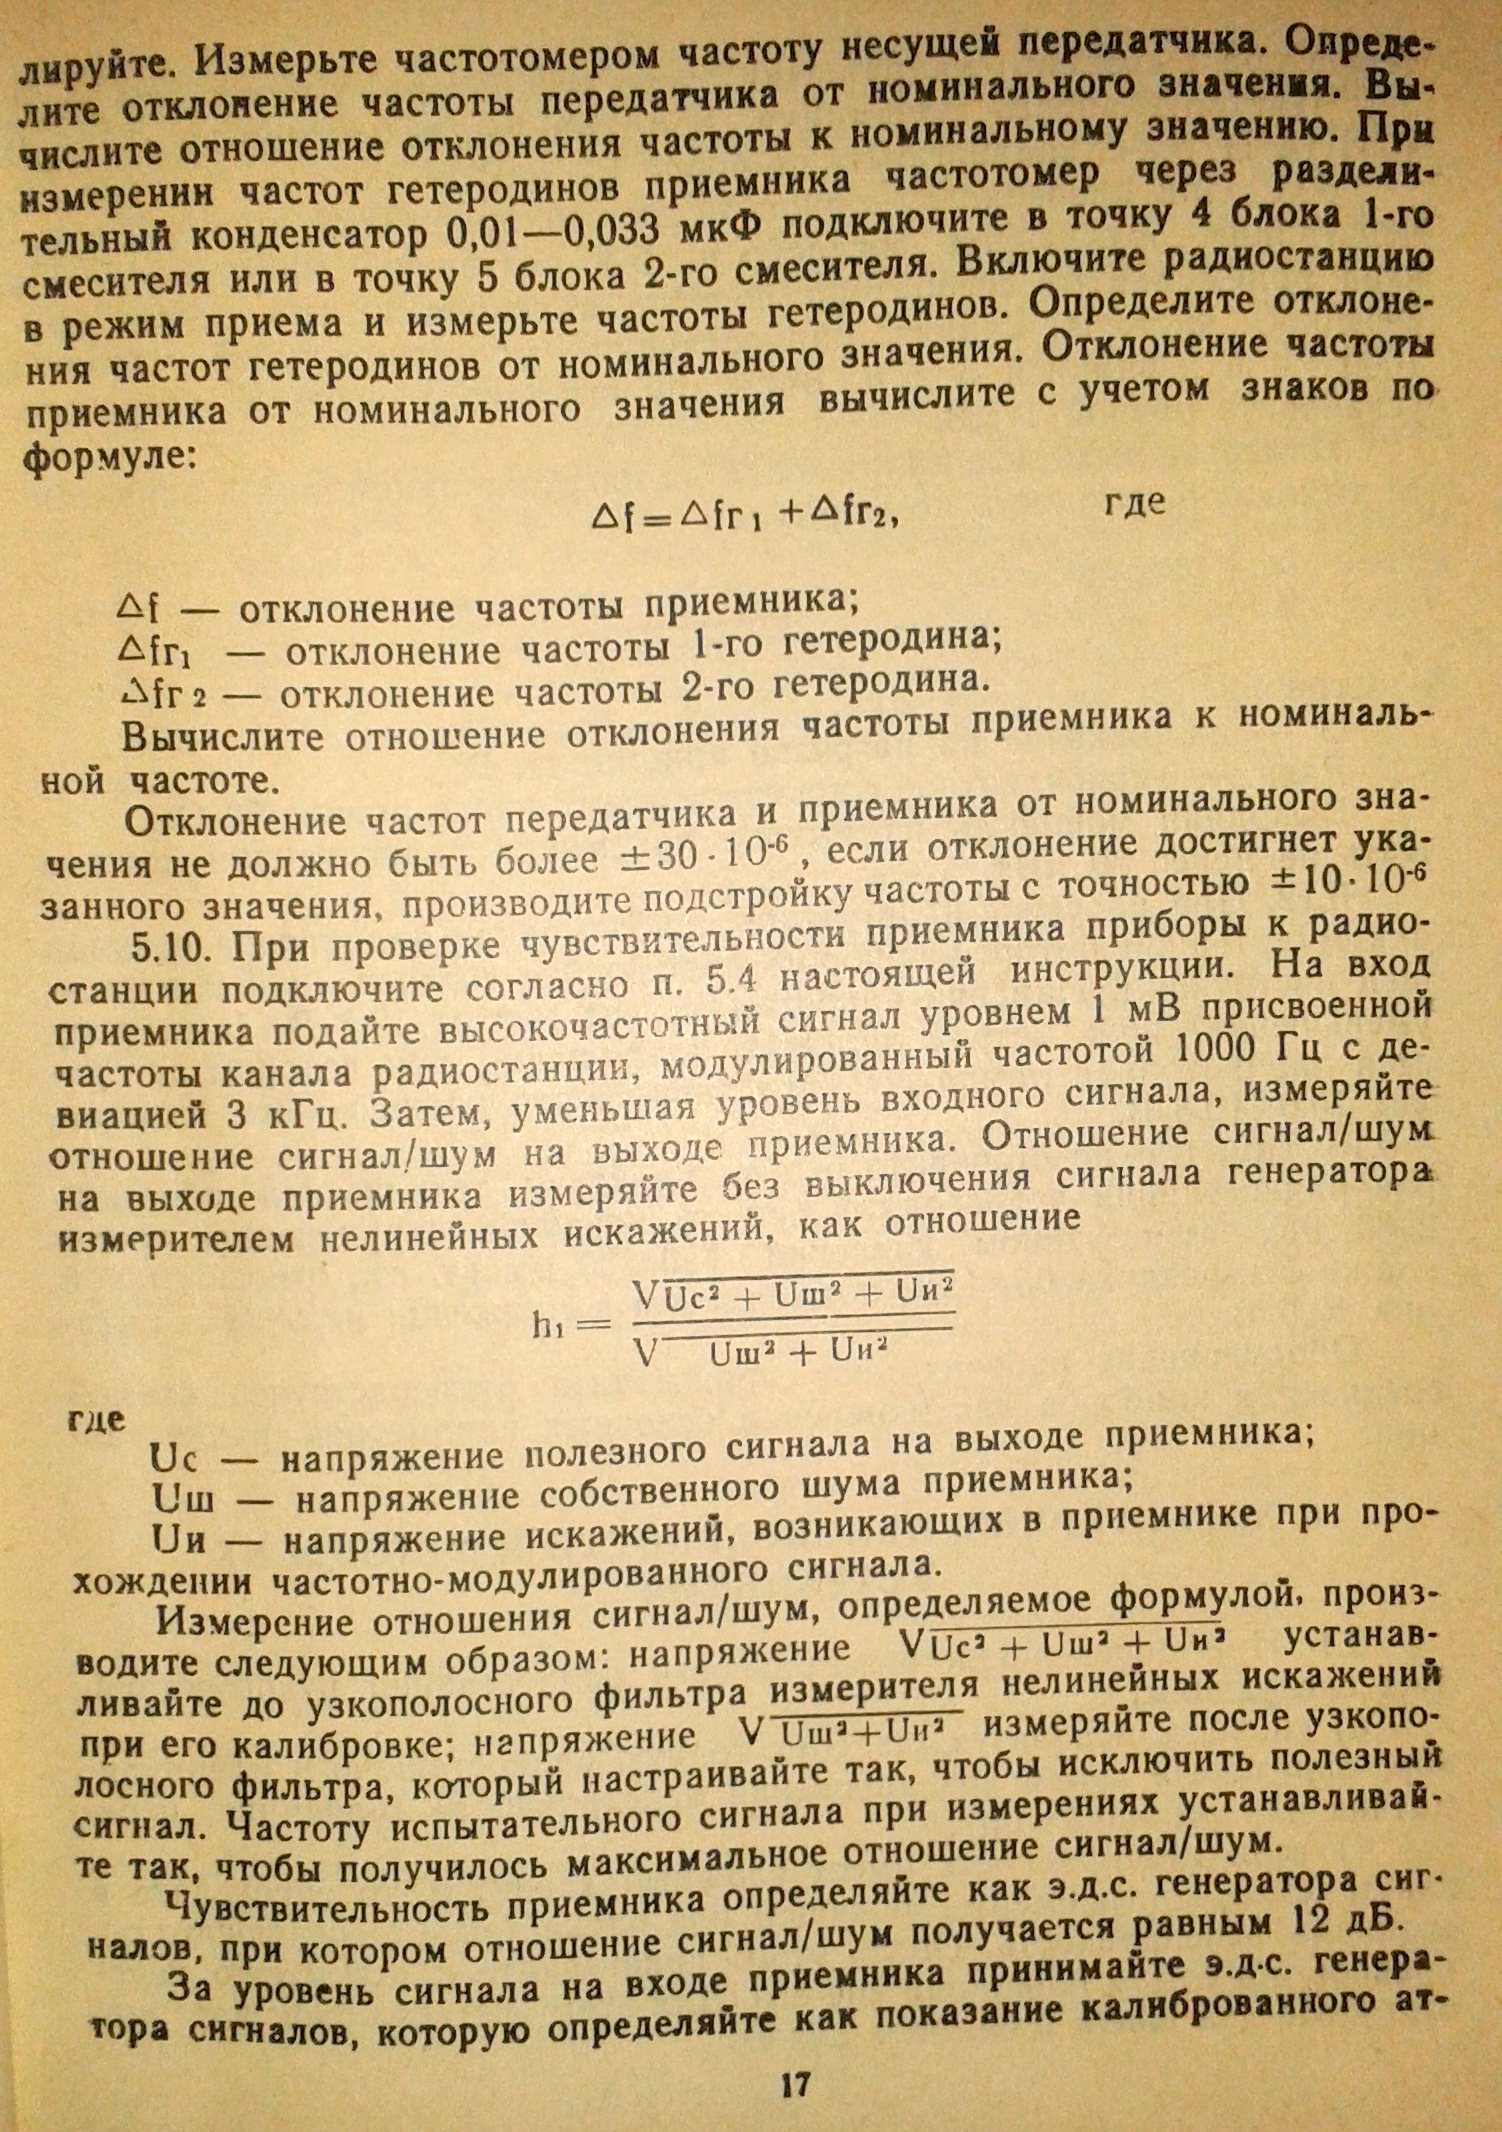 лируйте. Измерьте частотомером частоту несущей передатчика. Опреде-
лите отклонение частоты передатчика от номинального значения. Вы-
числите отношение отклонения частоты к номинальному значению. При
измерении частот гетеродинов приемника частотомер через раздели-
тельный конденсатор 0,01—0,033 мкФ подключите в точку 4 блока 1-го
смесителя или в точку 5 блока 2-го смесителя. Включите радиостанцию
в режим приема и измерьте частоты гетеродинов. Определите отклоне-
ния частот гетеродинов от номинального значения. Отклонение частоты
приемника от номинального значения вычислите с учетом знаков по
формуле:
Δf = Δfг₁ + Δfг₂, где
Δf — отклонение частоты приемника;
Δfг₁ — отклонение частоты 1-го гетеродина;
Δfг₂ — отклонение частоты 2-го гетеродина.
Вычислите отношение отклонения частоты приемника к номиналь-
ной частоте.
Отклонение частот передатчика и приемника от номинального зна-
чения не должно быть более ±30·10⁻⁶, если отклонение достигнет ука-
занного значения, производите подстройку частоты с точностью ±10·10⁻⁶
5.10. При проверке чувствительности приемника приборы к радио-
станции подключите согласно п. 5.4 настоящей инструкции. На вход
приемника подайте высокочастотный сигнал уровнем 1 мВ присвоенной
частоты канала радиостанции, модулированный частотой 1000 Гц с де-
виацией 3 кГц. Затем, уменьшая уровень входного сигнала, измеряйте
отношение сигнал/шум на выходе приемника. Отношение сигнал/шум
на выходе приемника измеряйте без выключения сигнала генератора
измерителем нелинейных искажений, как отношение
√Uс² + Uш² + Uи²
h₁ =
√ Uш² + Uи²
где
Uс — напряжение полезного сигнала на выходе приемника;
Uш — напряжение собственного шума приемника;
Uи — напряжение искажений, возникающих в приемнике при про-
хождении частотно-модулированного сигнала.
Измерение отношения сигнал/шум, определяемое формулой, произ-
водите следующим образом: напряжение √Uс² + Uш² + Uи² устанав-
ливайте до узкополосного фильтра измерителя нелинейных искажений
при его калибровке; напряжение √Uш²+Uи² измеряйте после узкопо-
лосного фильтра, который настраивайте так, чтобы исключить полезный
сигнал. Частоту испытательного сигнала при измерениях устанавливай-
те так, чтобы получилось максимальное отношение сигнал/шум.
Чувствительность приемника определяйте как э.д.с. генератора сиг-
налов, при котором отношение сигнал/шум получается равным 12 дБ.
За уровень сигнала на входе приемника принимайте э.д.с. генера-
тора сигналов, которую определяйте как показание калиброванного ат-
17